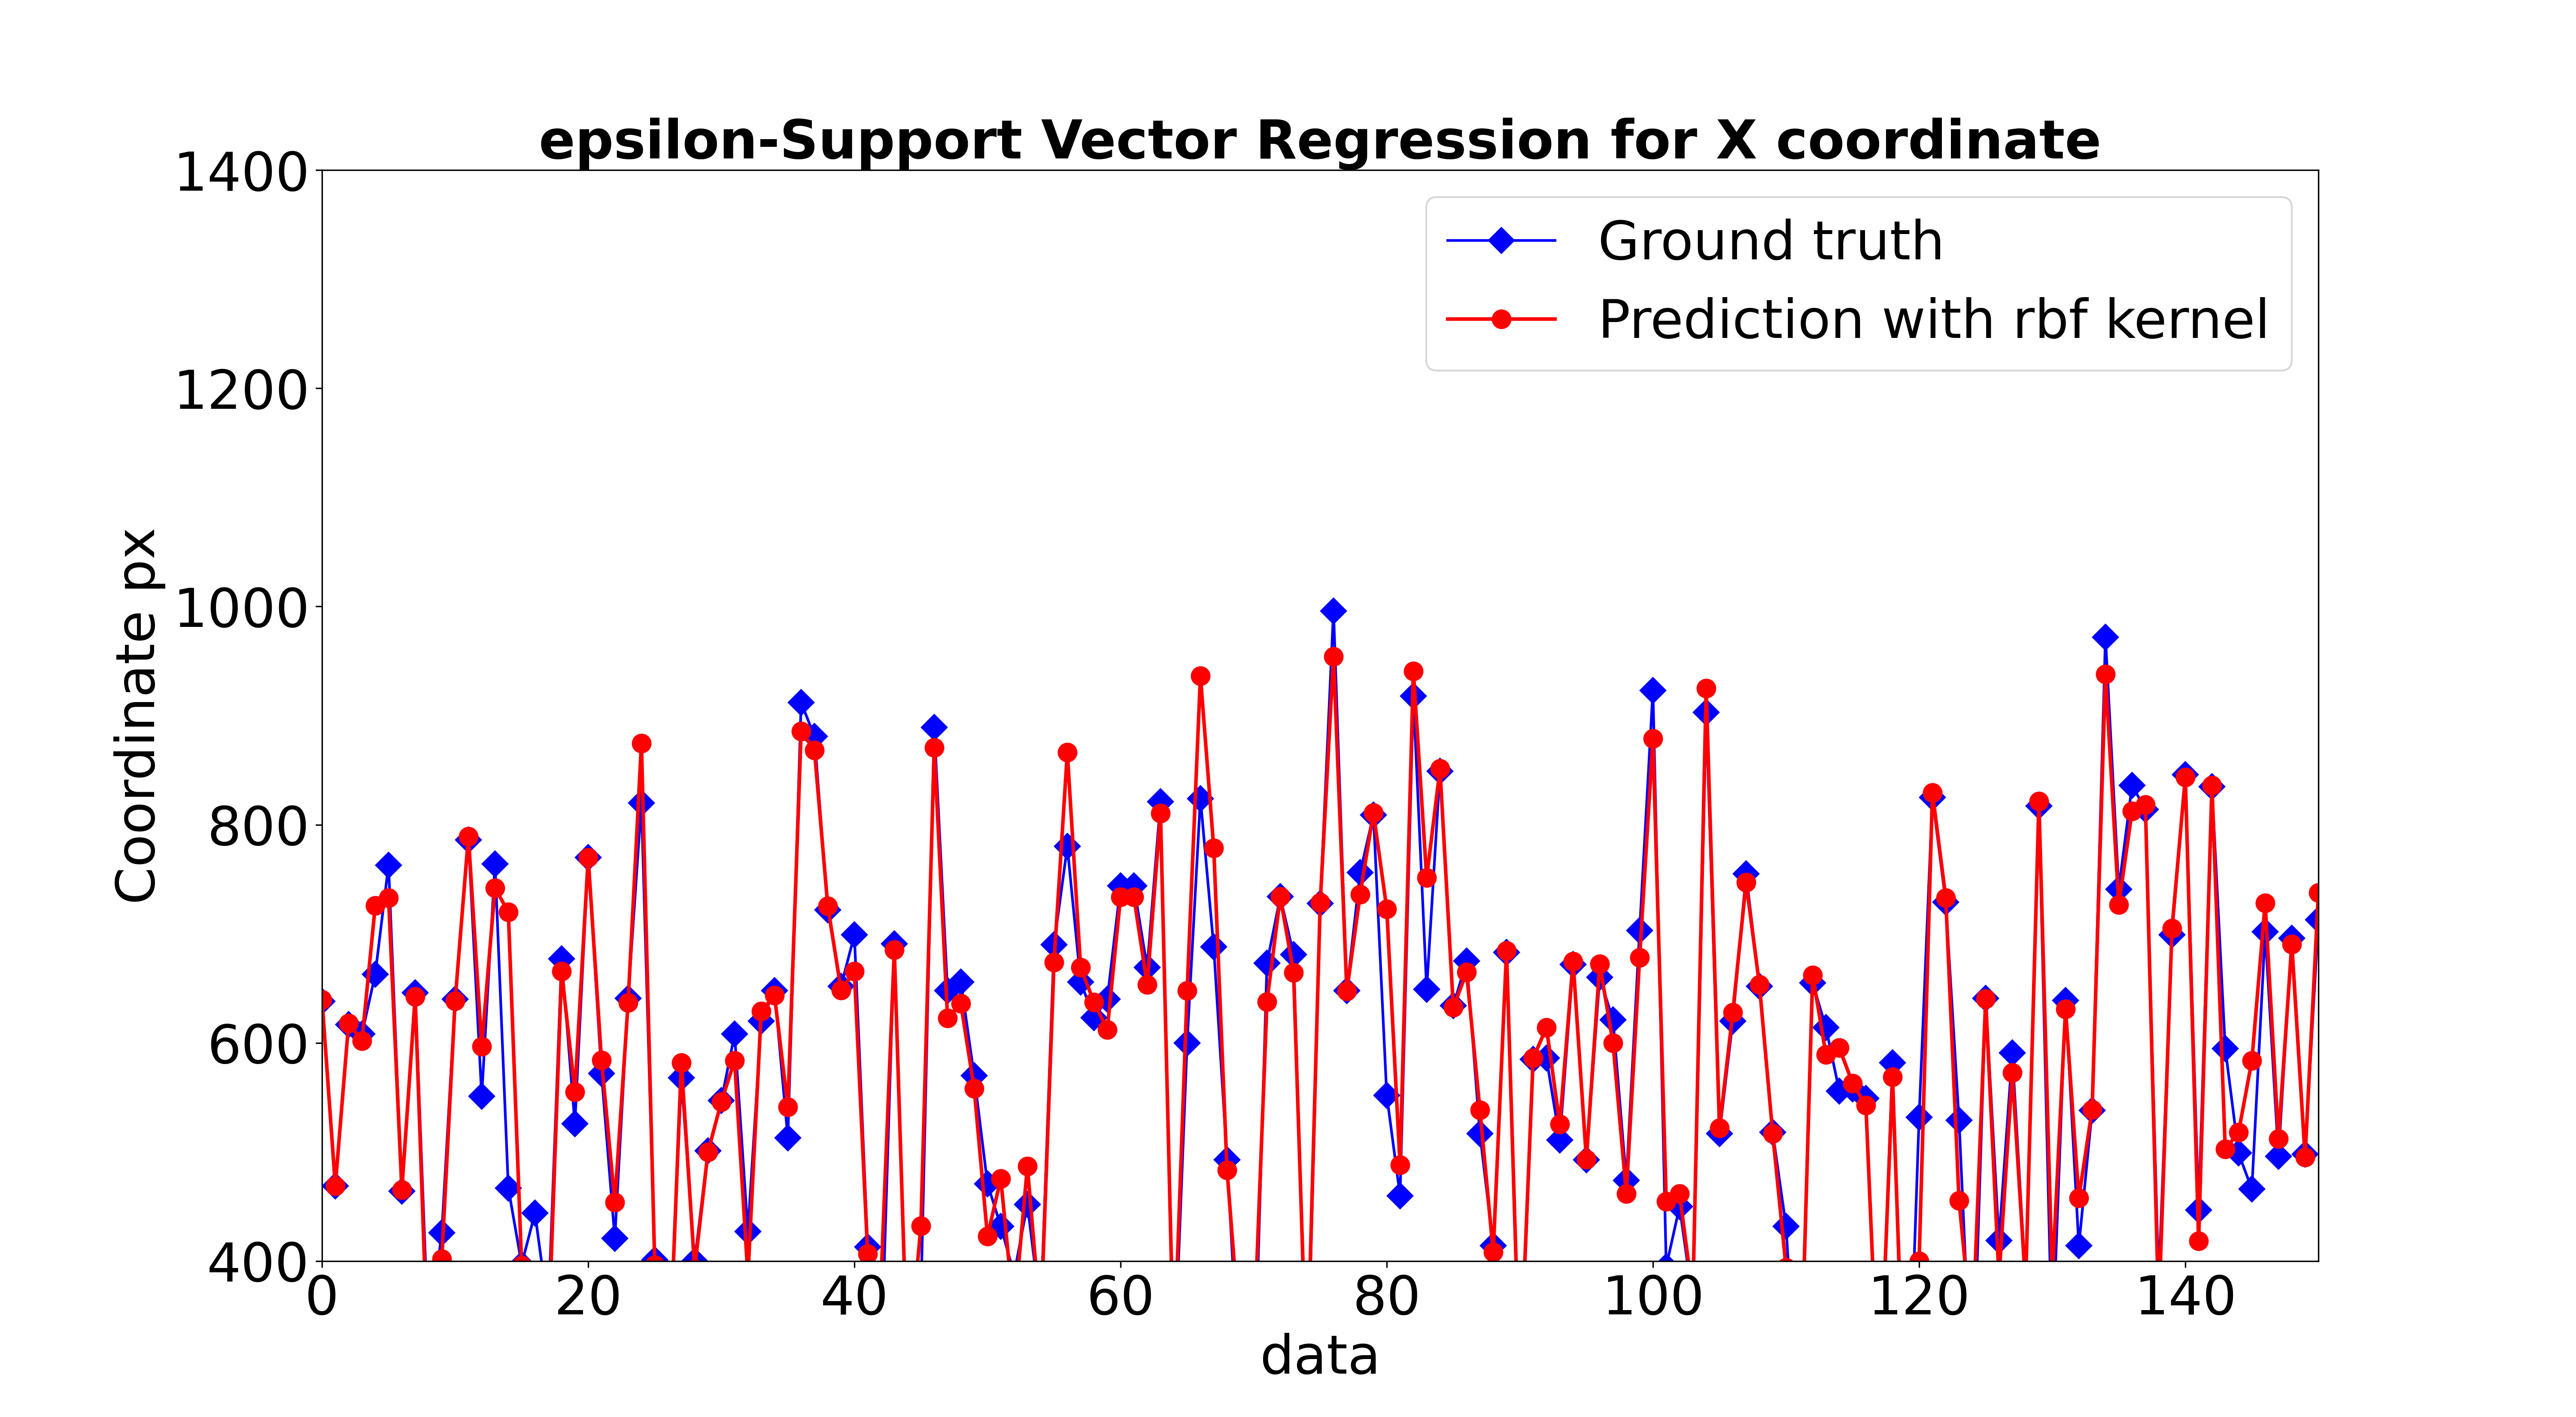 epsilon-Support Vector Regression for X coordinate
Ground truth
Prediction with rbf kernel
Coordinate px
1400
1200
1000
800
600
400
0 20 40 60 80 100 120 140
data